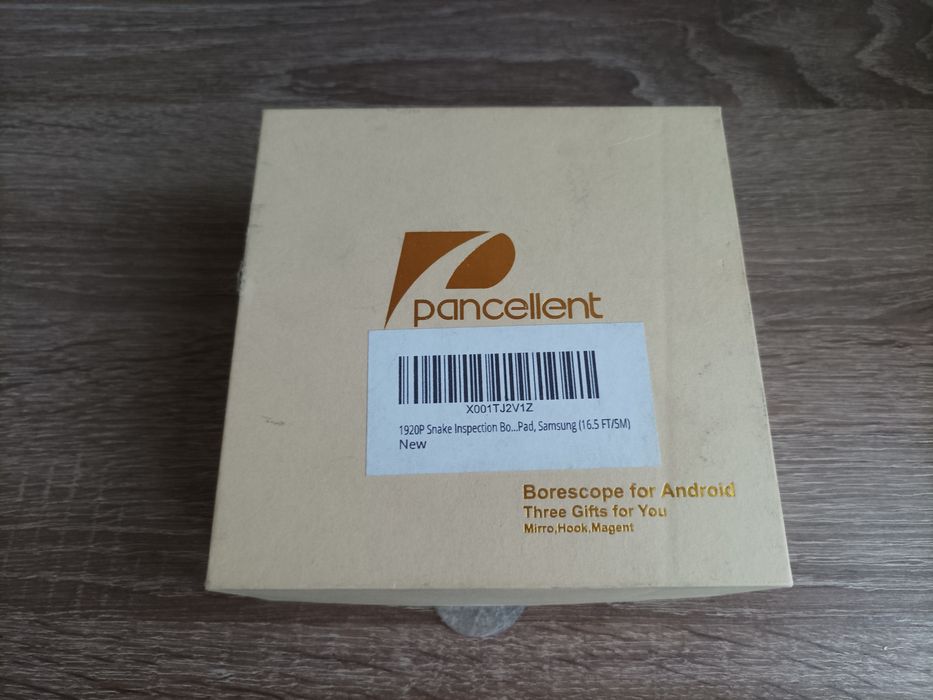 pancellent
X001TJ2V1Z
1920P Snake Inspection Bo...Pad, Samsung (16.5 FT/5M)
New
Borescope for Android
Three Gifts for You
Mirro,Hook,Magent